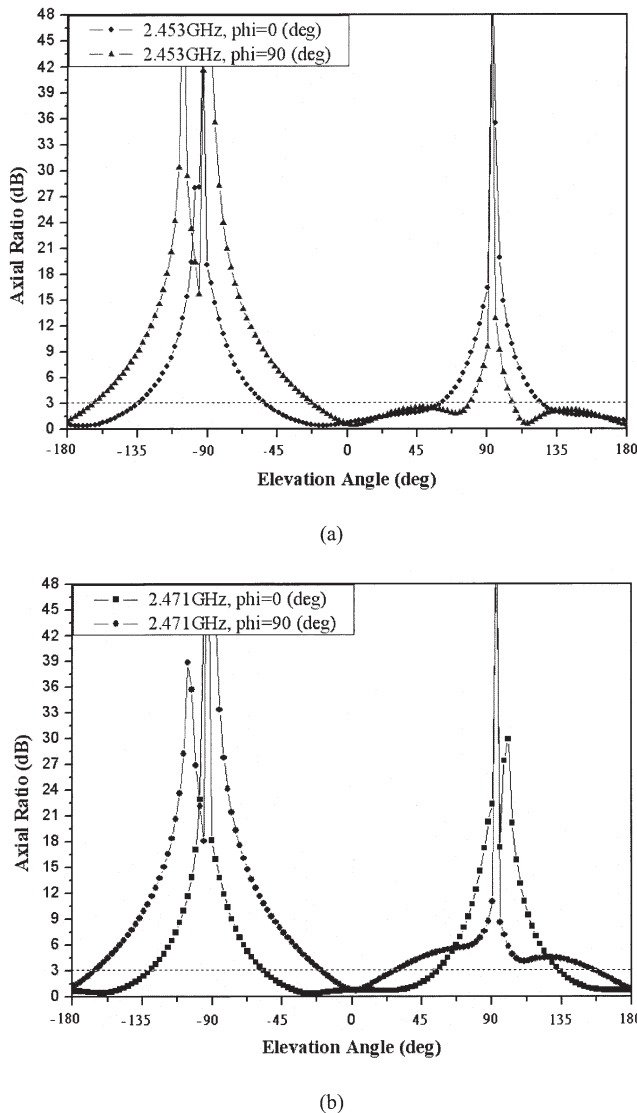 48
45
42
39
36
33
30
27
24
21
18
15
12
9
6
3
0
Axial Ratio (dB)
2.453GHz, phi=0 (deg)
2.453GHz, phi=90 (deg)
-180 -135 -90 -45 0 45 90 135 180
Elevation Angle (deg)
(a)
48
45
42
39
36
33
30
27
24
21
18
15
12
9
6
3
0
Axial Ratio (dB)
2.471GHz, phi=0 (deg)
2.471GHz, phi=90 (deg)
-180 -135 -90 -45 0 45 90 135 180
Elevation Angle (deg)
(b)